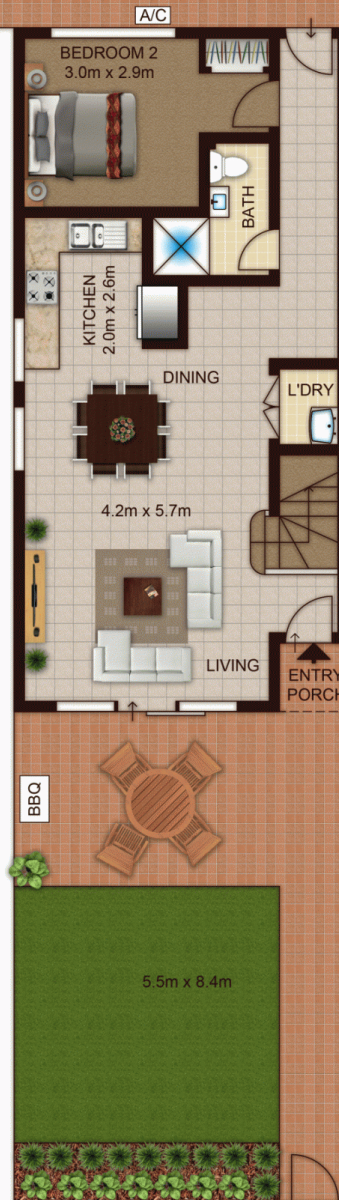 A/C
BEDROOM 2
3.0m x 2.9m
BATH
KITCHEN
2.0m x 2.6m
DINING
L'DRY
4.2m x 5.7m
LIVING
ENTRY
PORCH
BBQ
5.5m x 8.4m